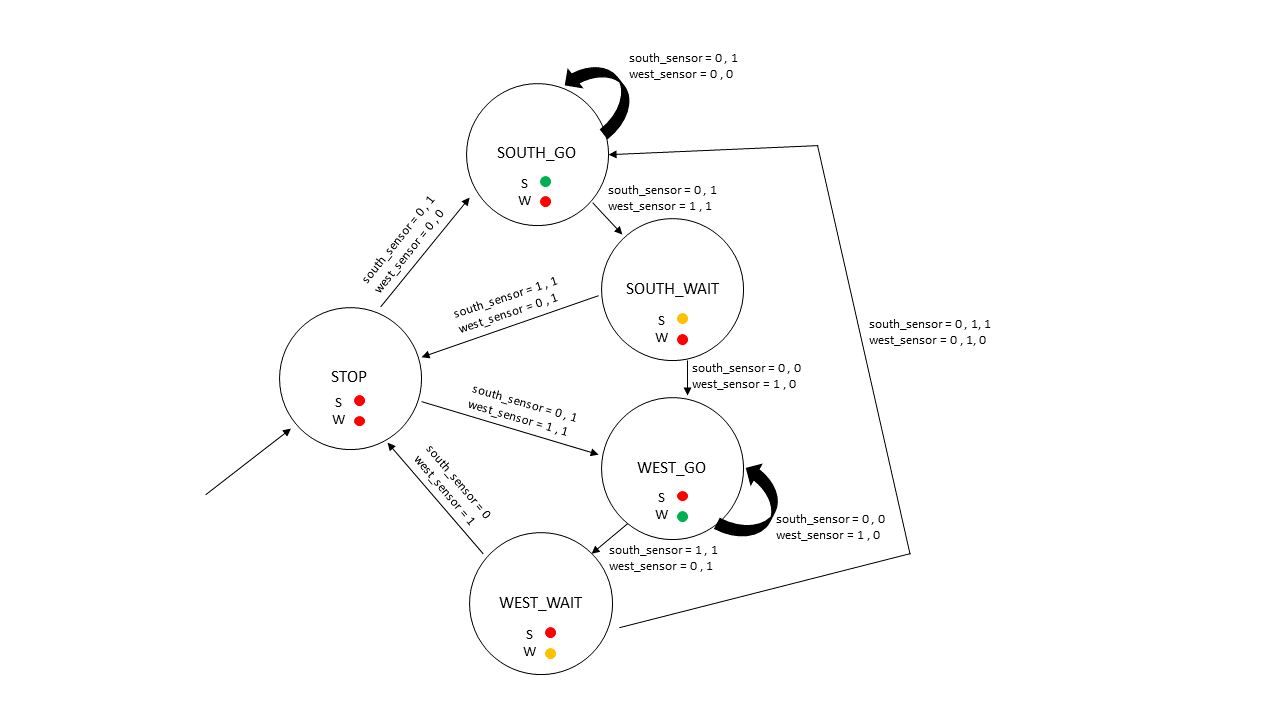 south_sensor = 0 , 1
west_sensor = 0 , 0
SOUTH_GO
S
W
south_sensor = 0, 1
west_sensor = 1 , 1
south_sensor = 0, 1
west_sensor = 0 , 0
SOUTH_WAIT
S
W
south_sensor = 1 , 1
west_sensor = 0 , 1
south_sensor = 0, 1, 1
west_sensor = 0 , 1, 0
STOP
S
W
south_sensor = 0 , 0
west_sensor = 1 , 0
south_sensor = 0, 1
west_sensor = 1 , 1
WEST_GO
S
W
south_sensor = 0
west_sensor = 1
south_sensor = 0 , 0
west_sensor = 1 , 0
south_sensor = 1 , 1
west_sensor = 0 , 1
WEST_WAIT
S
W